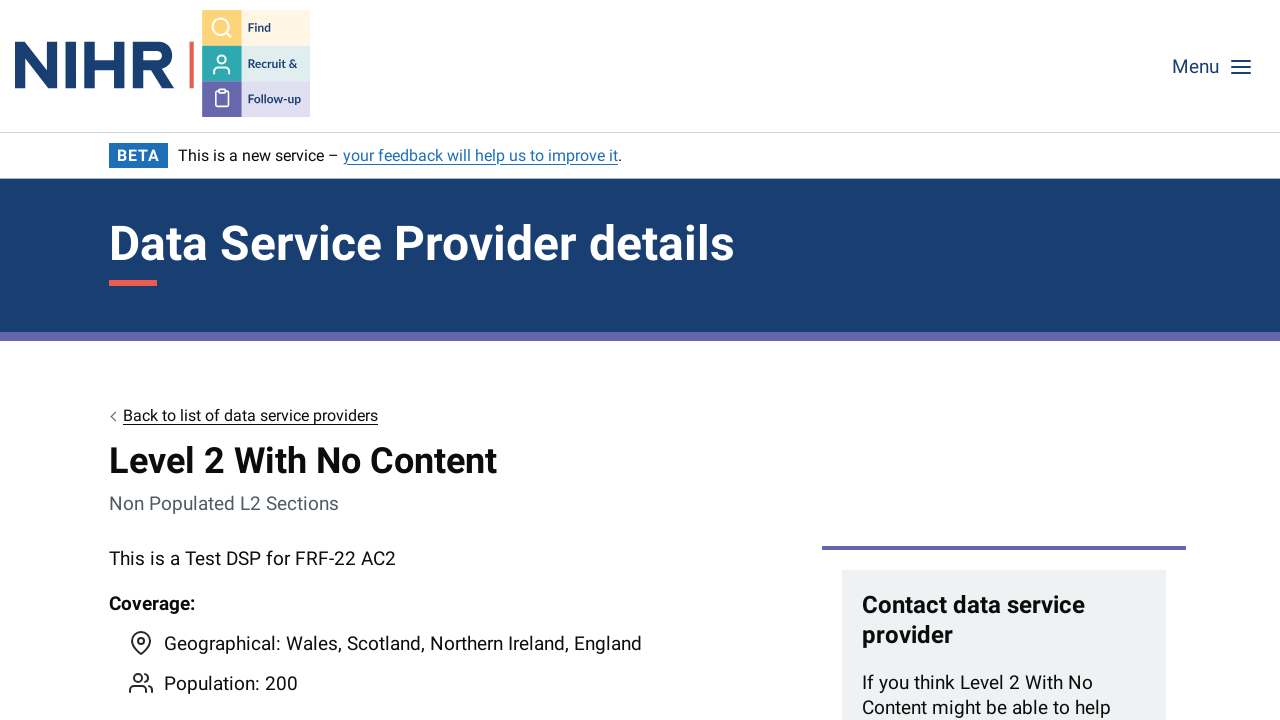 NIHR
Find
Recruit &
Follow-up
Menu
BETA This is a new service – your feedback will help us to improve it.
Data Service Provider details
Back to list of data service providers
Level 2 With No Content
Non Populated L2 Sections
This is a Test DSP for FRF-22 AC2
Coverage:
Geographical: Wales, Scotland, Northern Ireland, England
Population: 200
Contact data service
provider
If you think Level 2 With No
Content might be able to help